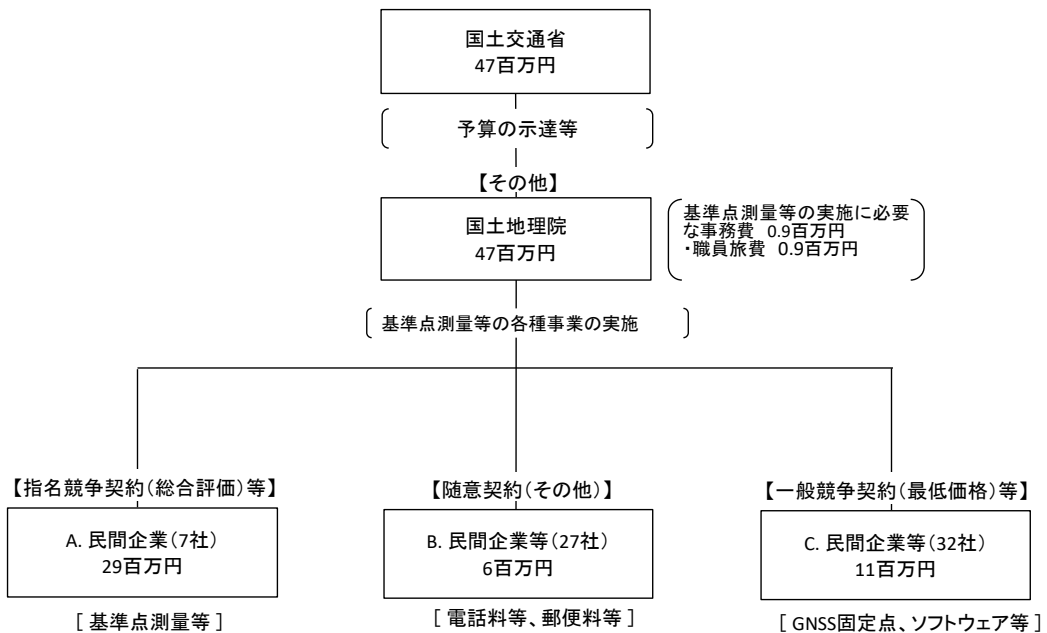 国土交通省
47百万円
予算の示達等
【その他】
国土地理院
47百万円
基準点測量等の実施に必要
な事務費 0.9百万円
・職員旅費 0.9百万円
基準点測量等の各種事業の実施
【指名競争契約(総合評価)等】
A. 民間企業(7社)
29百万円
[ 基準点測量等 ]
【随意契約(その他)】
B. 民間企業等(27社)
6百万円
[ 電話料等、郵便料等 ]
【一般競争契約(最低価格)等】
C. 民間企業等(32社)
11百万円
[ GNSS固定点、ソフトウェア等 ]